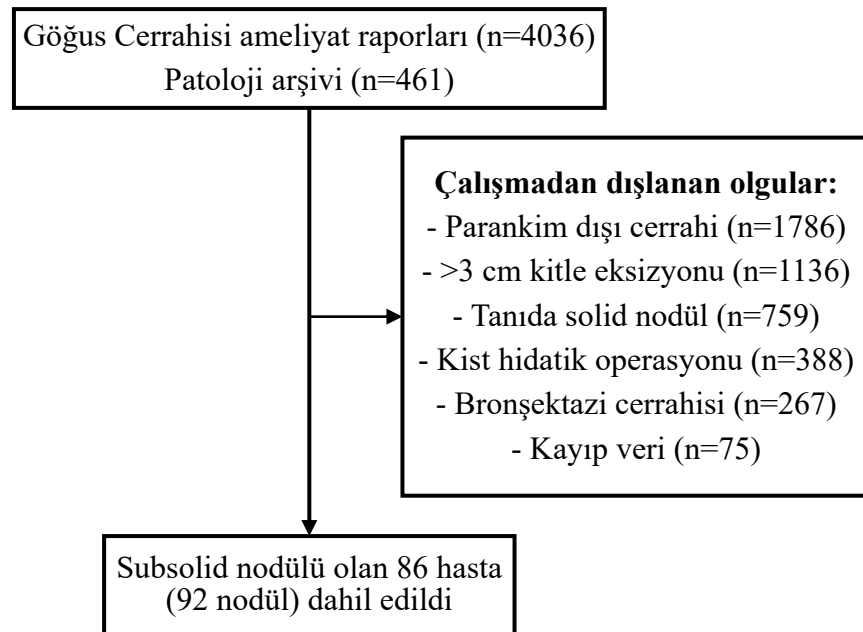 Göğus Cerrahisi ameliyat raporları (n=4036)
Patoloji arşivi (n=461)
Çalışmadan dışlanan olgular:
- Parankim dışı cerrahi (n=1786)
- >3 cm kitle eksizyonu (n=1136)
- Tanıda solid nodül (n=759)
- Kist hidatik operasyonu (n=388)
- Bronşektazi cerrahisi (n=267)
- Kayıp veri (n=75)
Subsolid nodülü olan 86 hasta
(92 nodül) dahil edildi